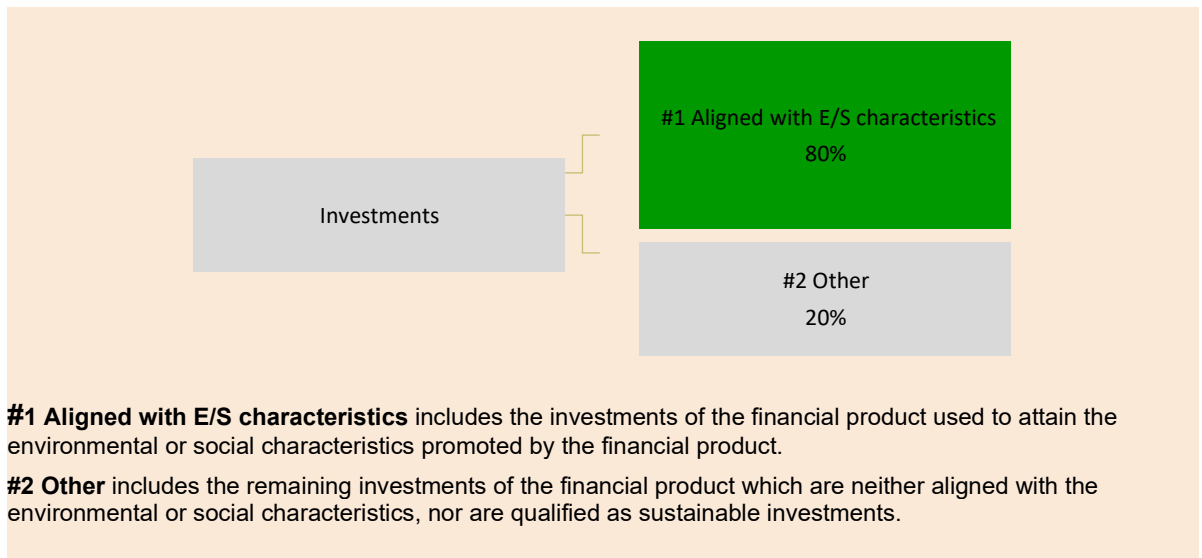 #1 Aligned with E/S characteristics
80%
Investments
#2 Other
20%
#1 Aligned with E/S characteristics includes the investments of the financial product used to attain the
environmental or social characteristics promoted by the financial product.
#2 Other includes the remaining investments of the financial product which are neither aligned with the
environmental or social characteristics, nor are qualified as sustainable investments.